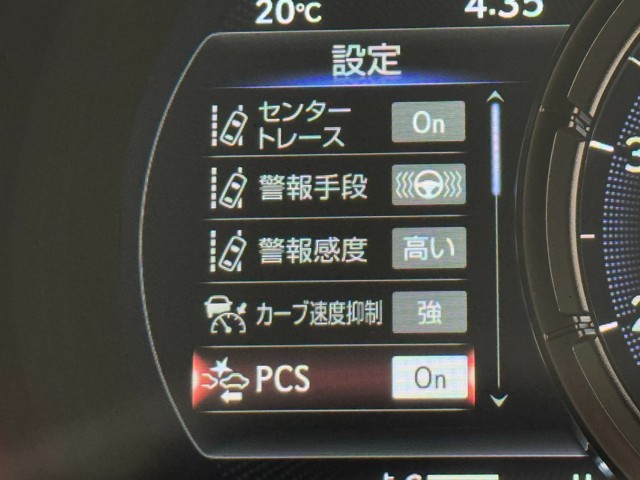 20℃
4:35
設定
センター
トレース
On
警報手段
警報感度
高い
カーブ速度抑制
強
PCS
On